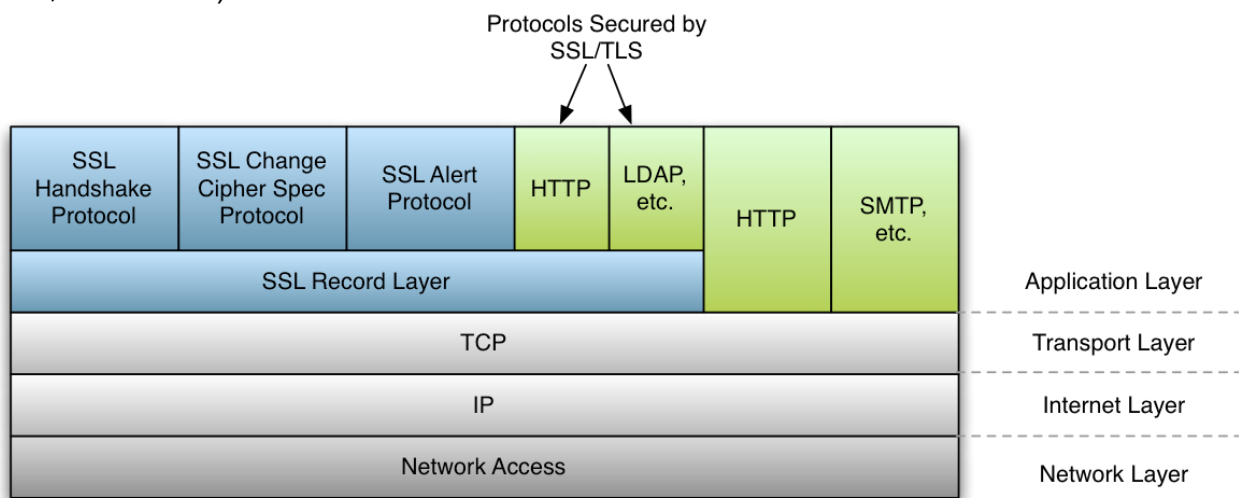 Protocols Secured by
SSL/TLS
SSL
Handshake
Protocol
SSL Change
Cipher Spec
Protocol
SSL Alert
Protocol
HTTP
LDAP,
etc.
HTTP
SMTP,
etc.
SSL Record Layer
Application Layer
TCP
Transport Layer
IP
Internet Layer
Network Access
Network Layer